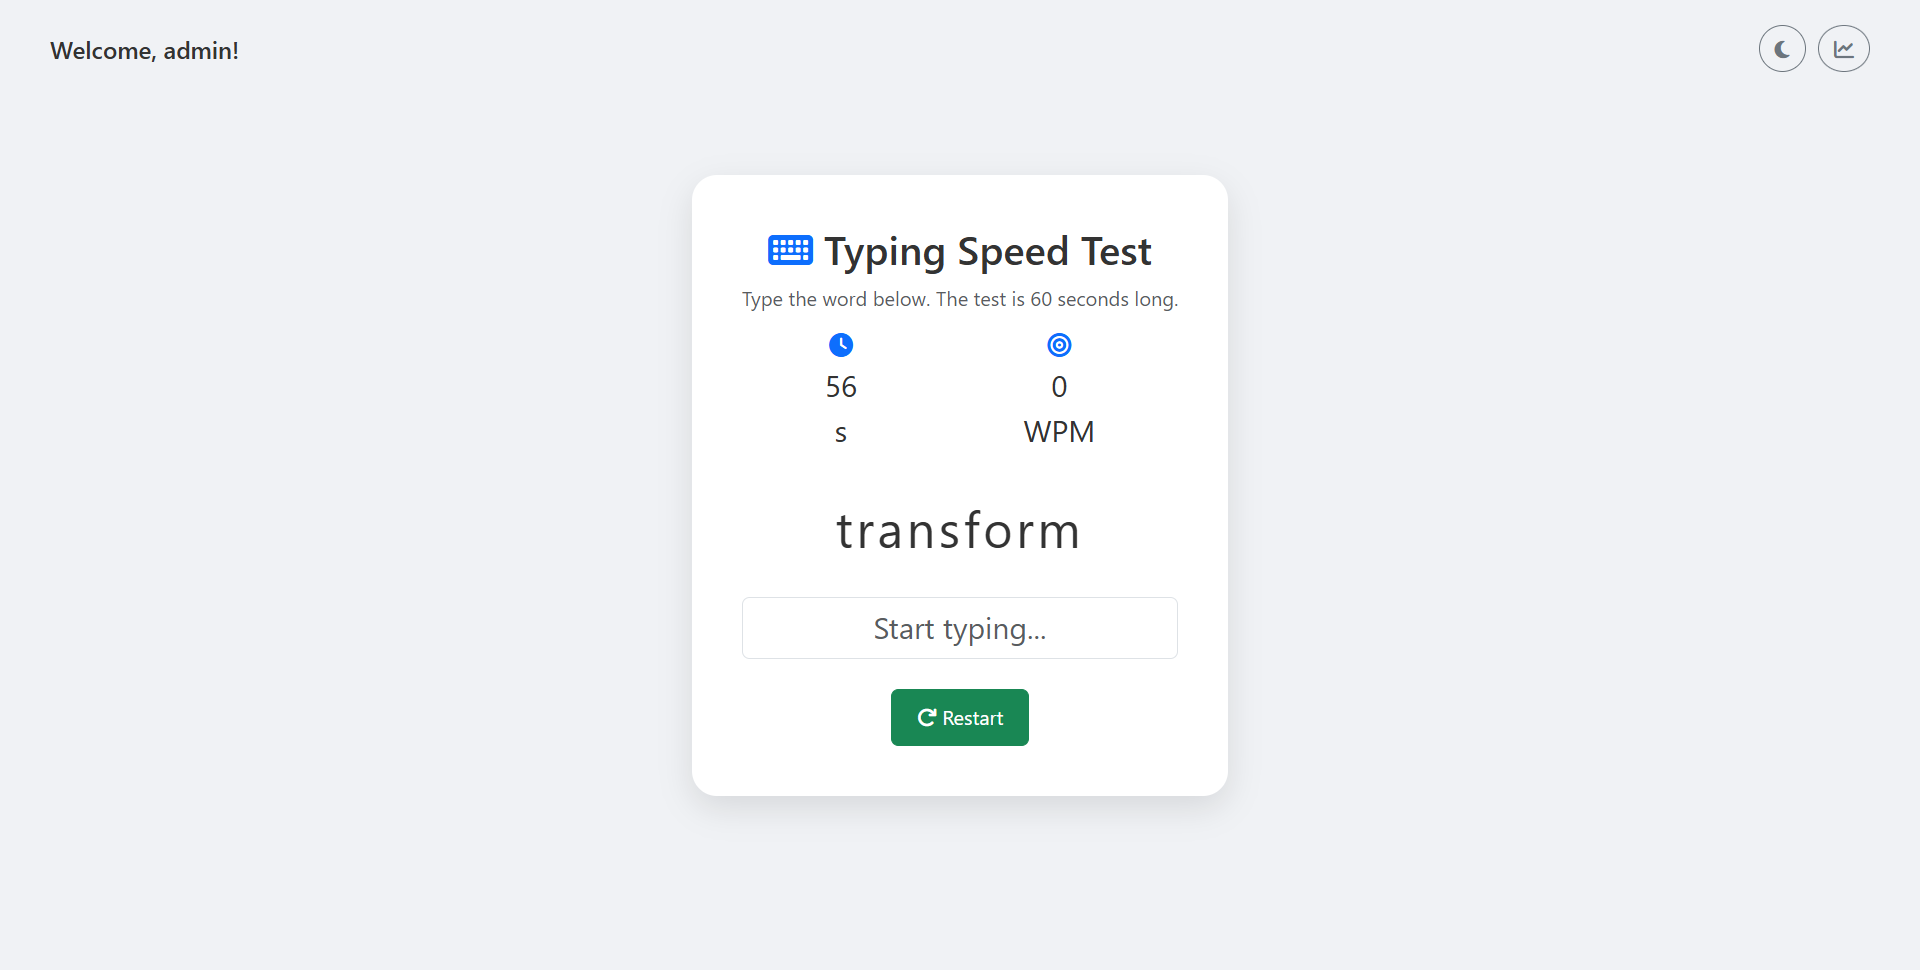 Welcome, admin!
Typing Speed Test
Type the word below. The test is 60 seconds long.
56
s
0
WPM
transform
Start typing...
Restart